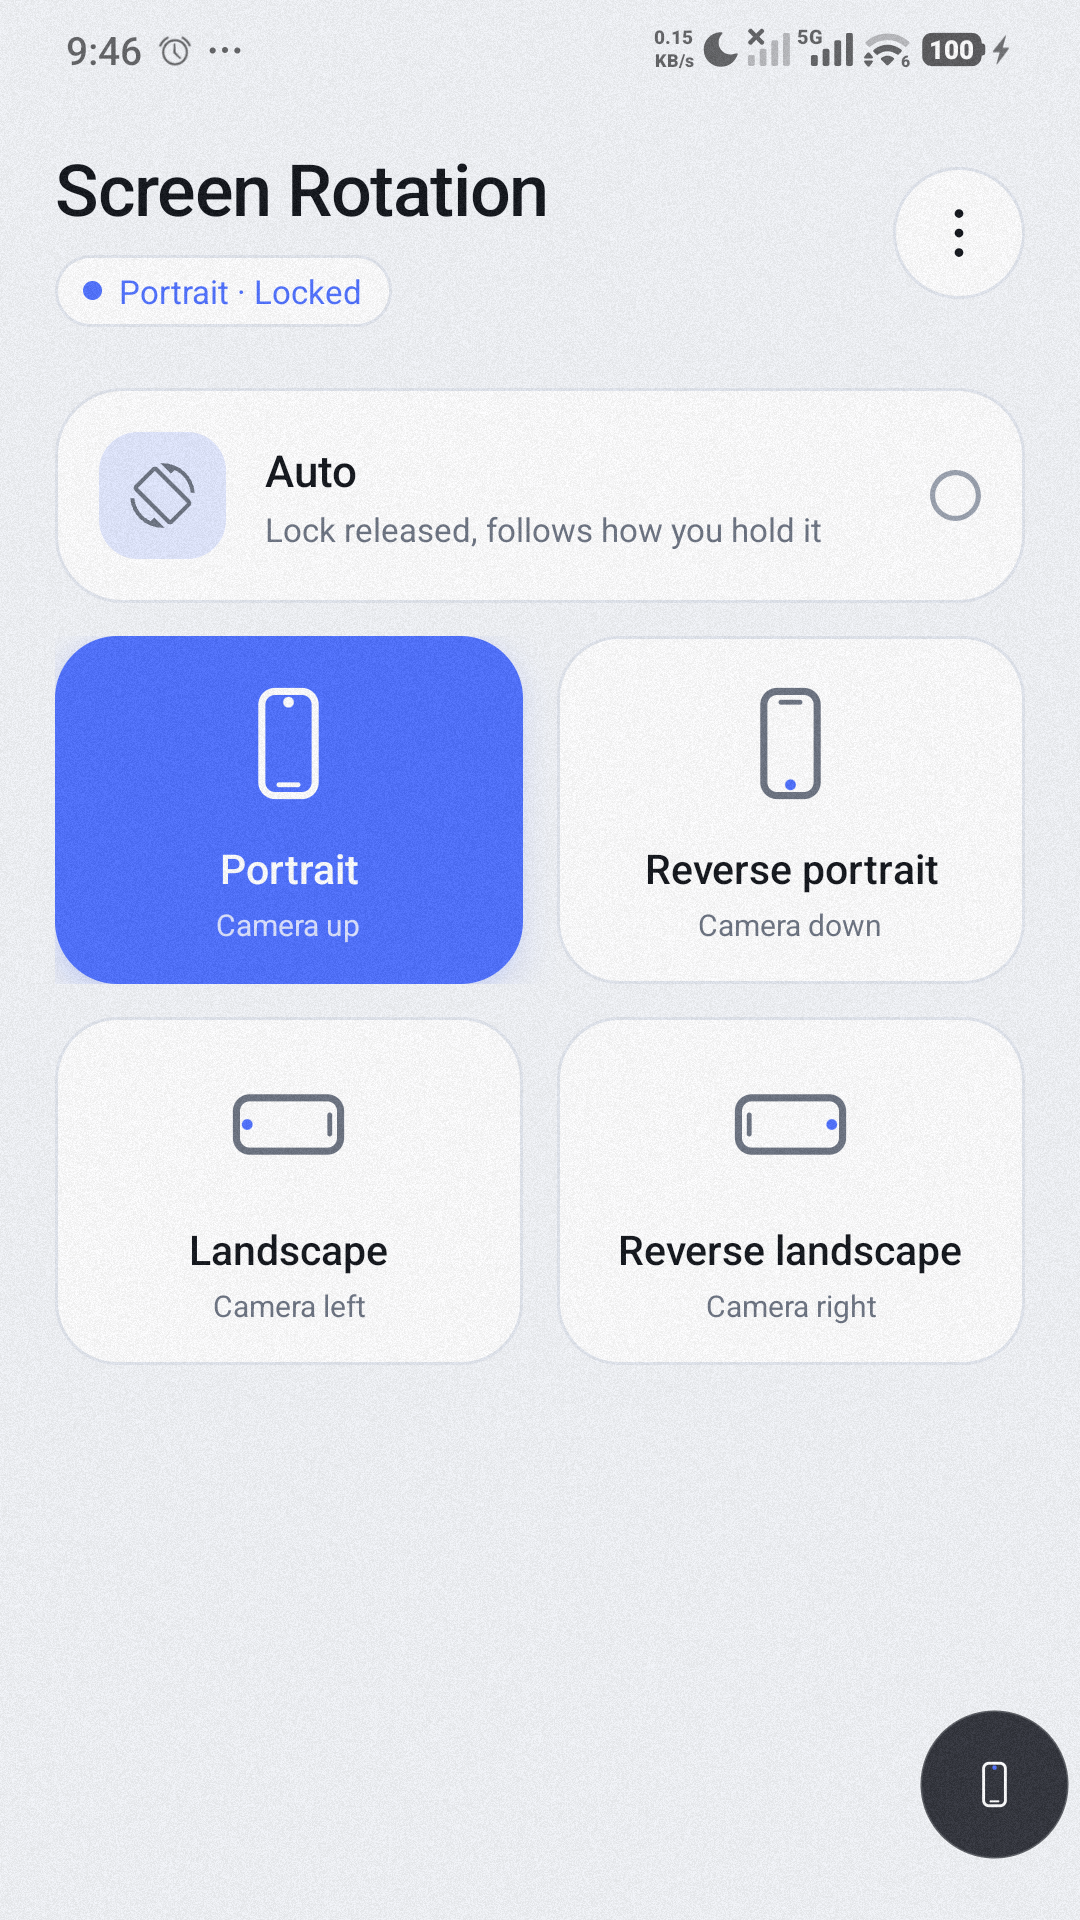 9:46
0.15 KB/s
5G
6
100
Screen Rotation
Portrait · Locked
Auto
Lock released, follows how you hold it
Portrait
Camera up
Reverse portrait
Camera down
Landscape
Camera left
Reverse landscape
Camera right